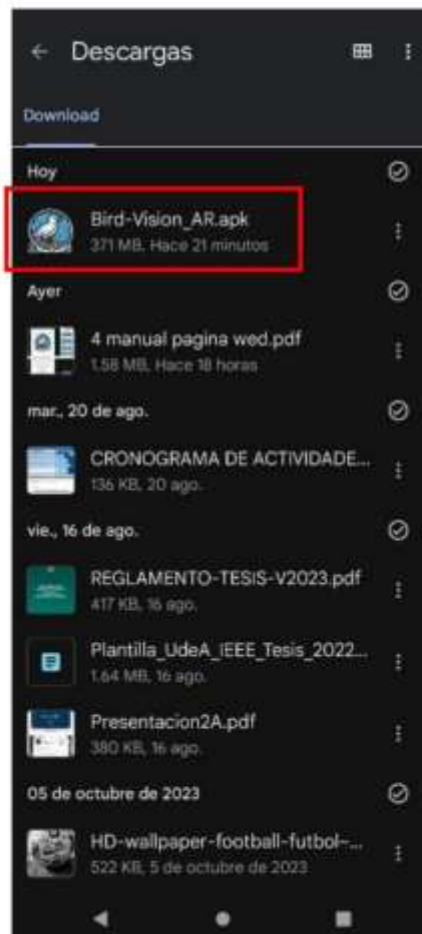 Descargas
Download
Hoy
Bird-Vision_AR.apk
371 MB, Hace 21 minutos
Ayer
4 manual pagina wed.pdf
1.58 MB, Hace 18 horas
mar., 20 de ago.
CRONOGRAMA DE ACTIVIDADE...
136 KB, 20 ago.
vie., 16 de ago.
REGLAMENTO-TESIS-V2023.pdf
417 KB, 16 ago.
Plantilla_UdeA_IEEE_Tesis_2022...
1.64 MB, 16 ago.
Presentacion2A.pdf
380 KB, 16 ago.
05 de octubre de 2023
HD-wallpaper-football-futbol-...
522 KB, 5 de octubre de 2023